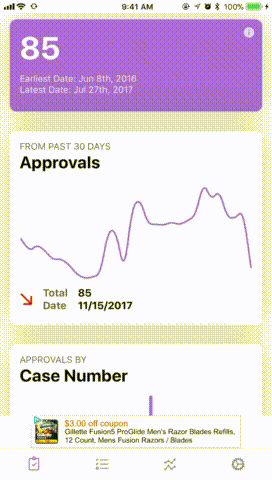 9:41 AM
100%
85
Earliest Date: Jun 8th, 2016
Latest Date: Jul 27th, 2017
FROM PAST 30 DAYS
Approvals
Total 85
Date 11/15/2017
APPROVALS BY
Case Number
$3.00 off coupon
Gillette Fusion5 ProGlide Men's Razor Blades Refills,
12 Count, Mens Fusion Razors / Blades